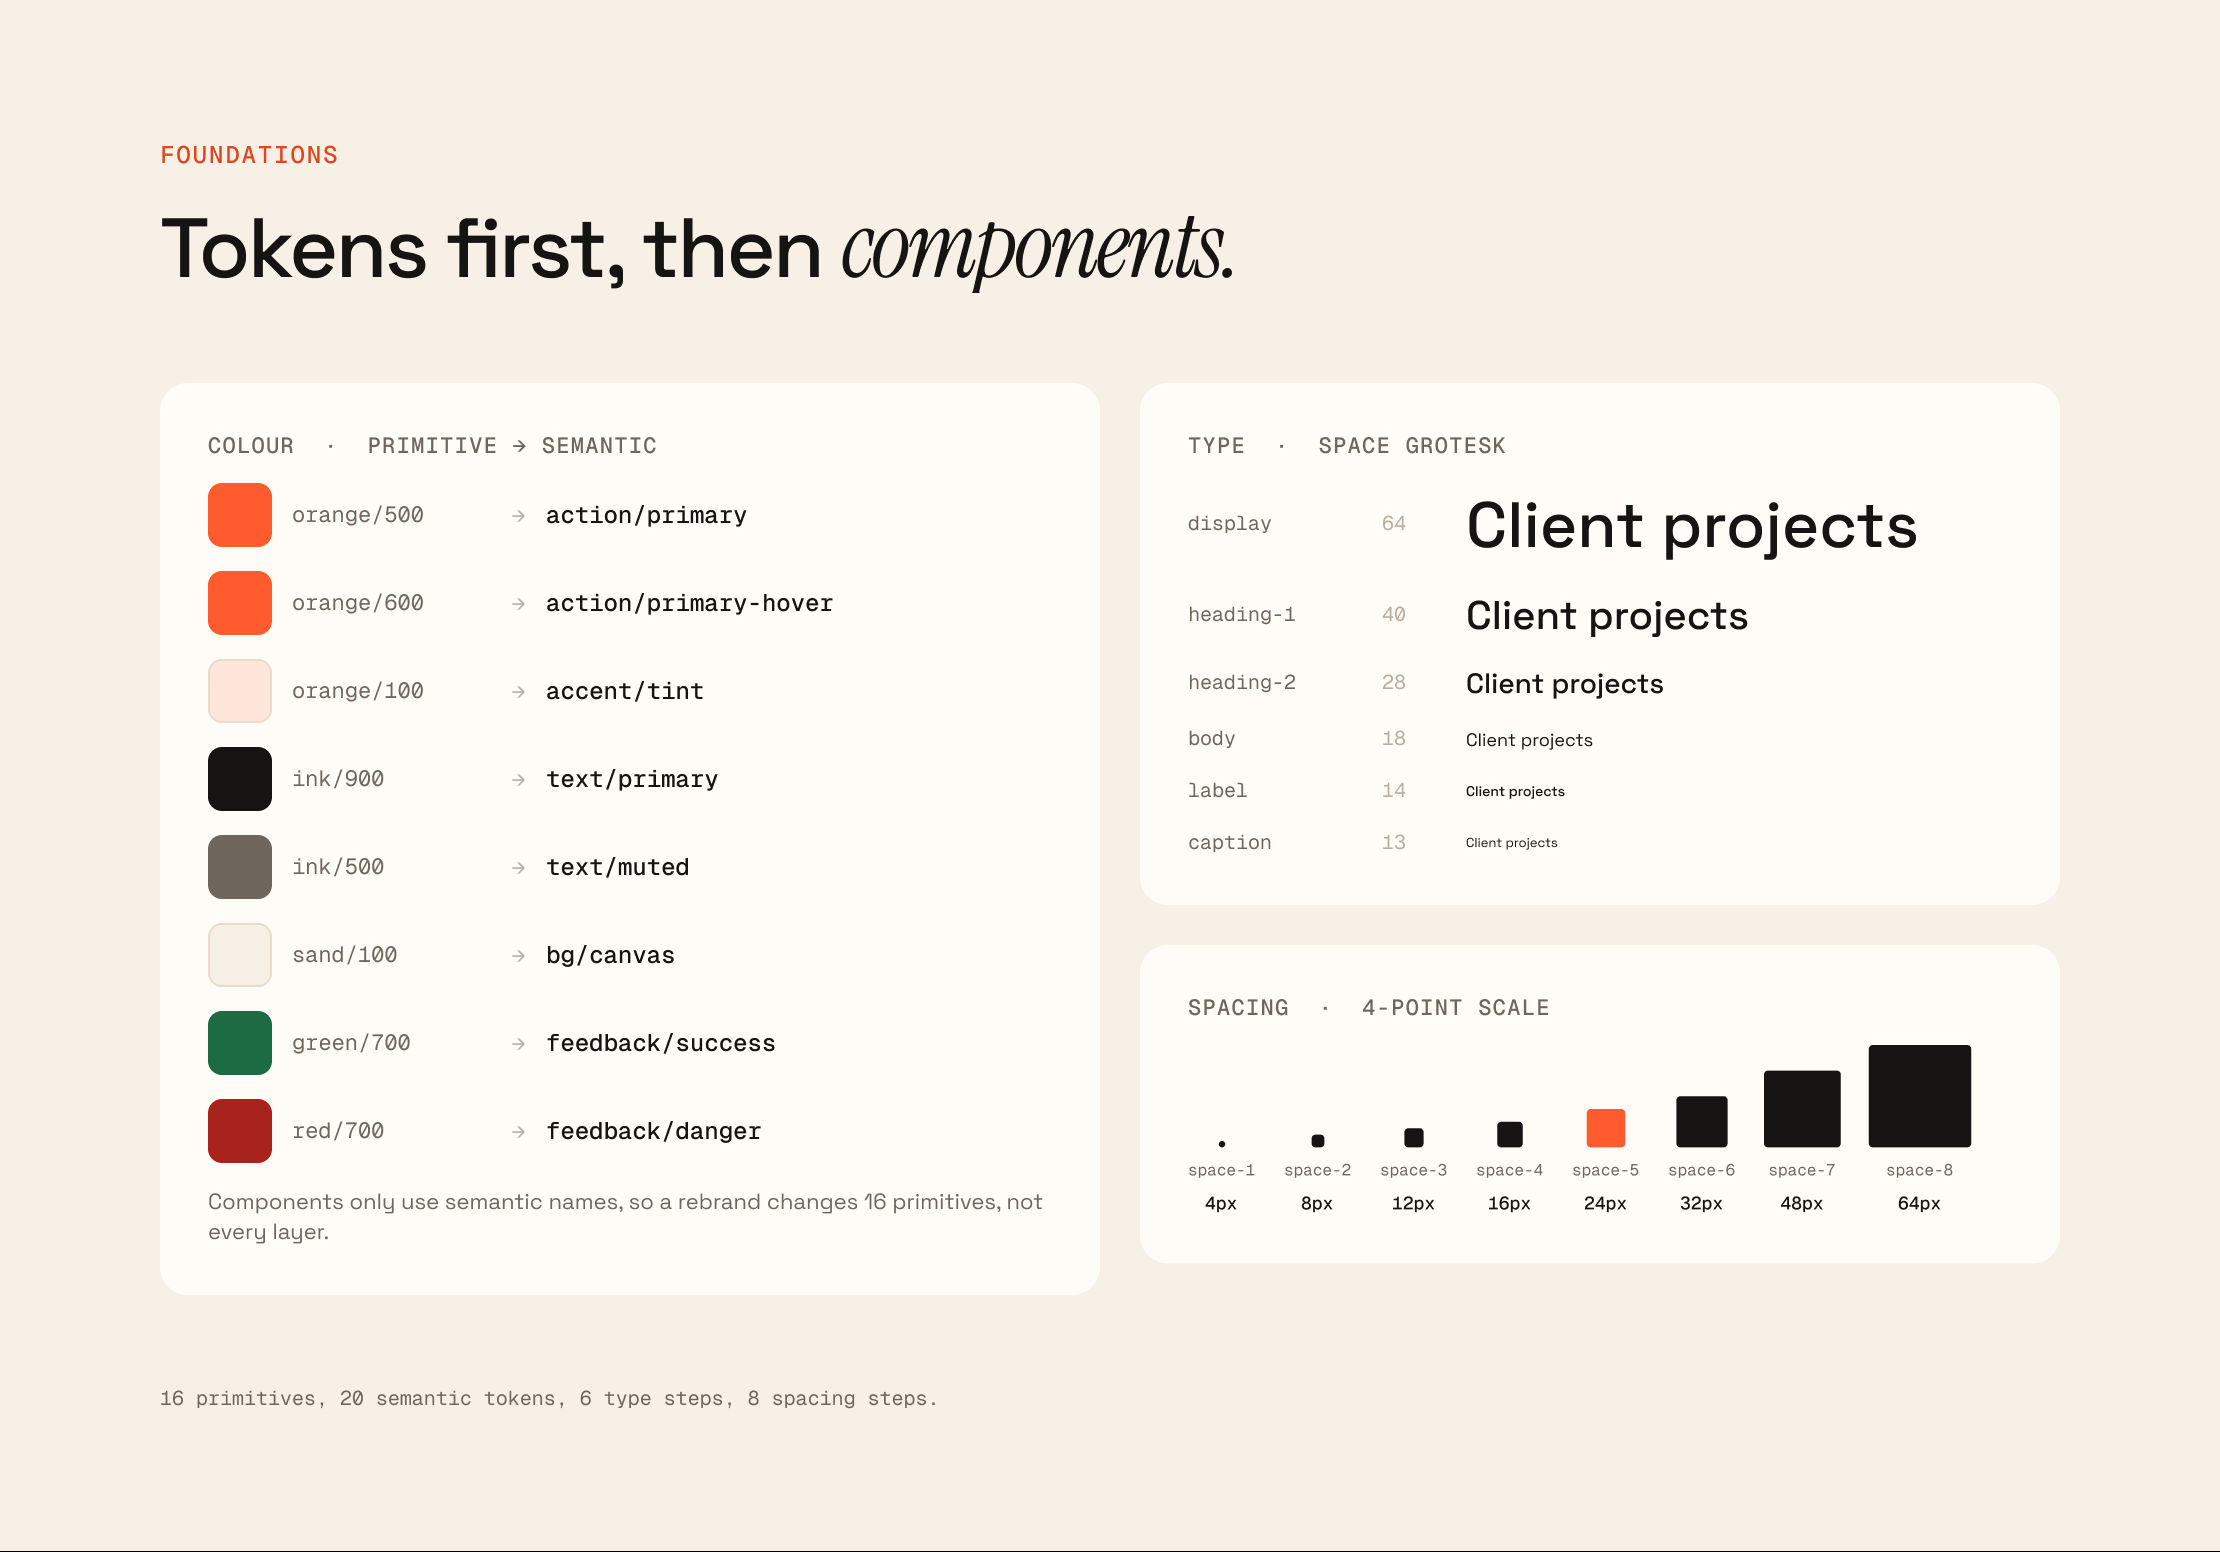 FOUNDATIONS
Tokens first, then components.
COLOUR · PRIMITIVE → SEMANTIC
orange/500 → action/primary
orange/600 → action/primary-hover
orange/100 → accent/tint
ink/900 → text/primary
ink/500 → text/muted
sand/100 → bg/canvas
green/700 → feedback/success
red/700 → feedback/danger
Components only use semantic names, so a rebrand changes 16 primitives, not
every layer.
TYPE · SPACE GROTESK
display 64 Client projects
heading-1 40 Client projects
heading-2 28 Client projects
body 18 Client projects
label 14 Client projects
caption 13 Client projects
SPACING · 4-POINT SCALE
space-1 space-2 space-3 space-4 space-5 space-6 space-7 space-8
4px 8px 12px 16px 24px 32px 48px 64px
16 primitives, 20 semantic tokens, 6 type steps, 8 spacing steps.